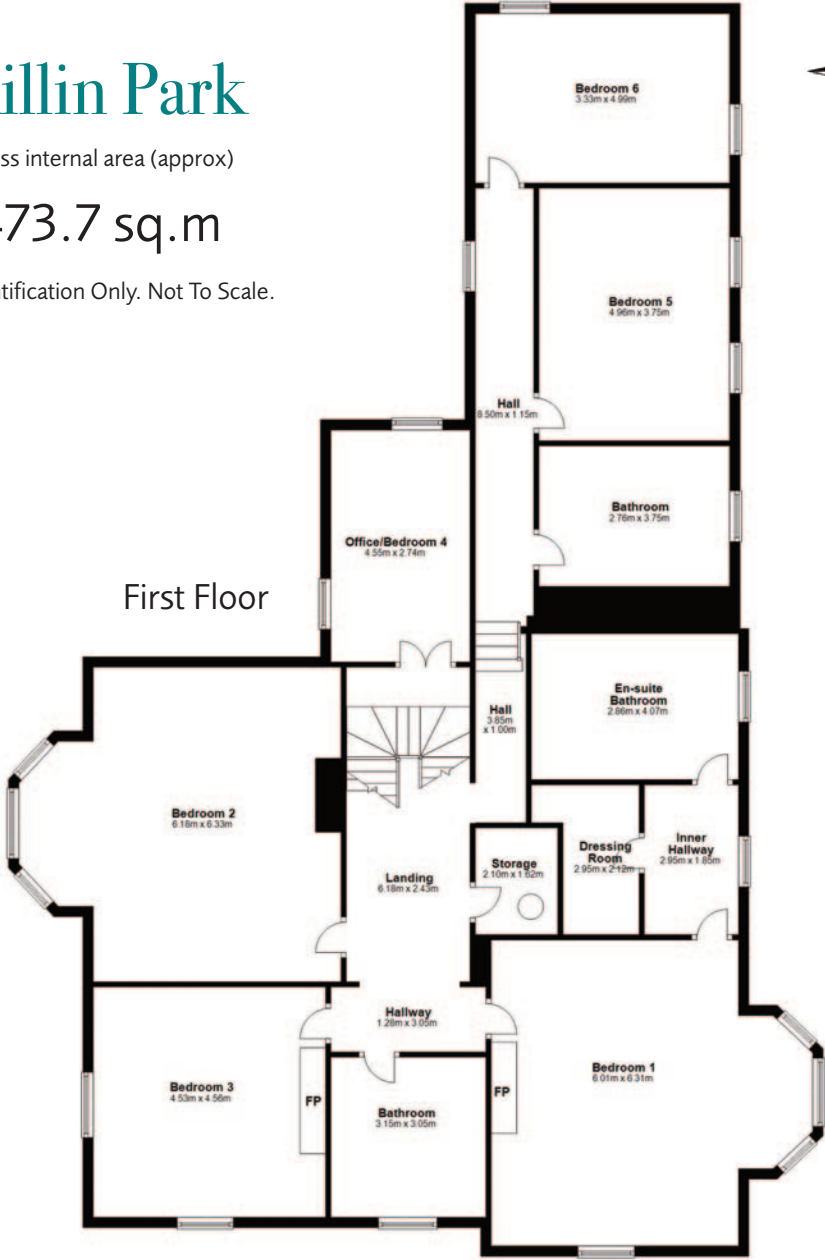 illin Park
ss internal area (approx)
473.7 sq.m
ntification Only. Not To Scale.
Bedroom 6
3.33m x 4.99m
Bedroom 5
4.96m x 3.75m
Hall
8.50m x 1.15m
Bathroom
2.76m x 3.75m
Office/Bedroom 4
4.55m x 2.74m
First Floor
En-suite
Bathroom
2.86m x 4.07m
Hall
3.85m
x 1.00m
Bedroom 2
6.18m x 6.33m
Inner
Hallway
2.95m x 1.85m
Dressing
Room
2.95m x 2.12m
Storage
2.10m x 1.62m
Landing
6.18m x 2.43m
Hallway
1.28m x 3.05m
Bedroom 1
6.01m x 6.31m
Bedroom 3
4.53m x 4.56m
FP
FP
Bathroom
3.15m x 3.05m